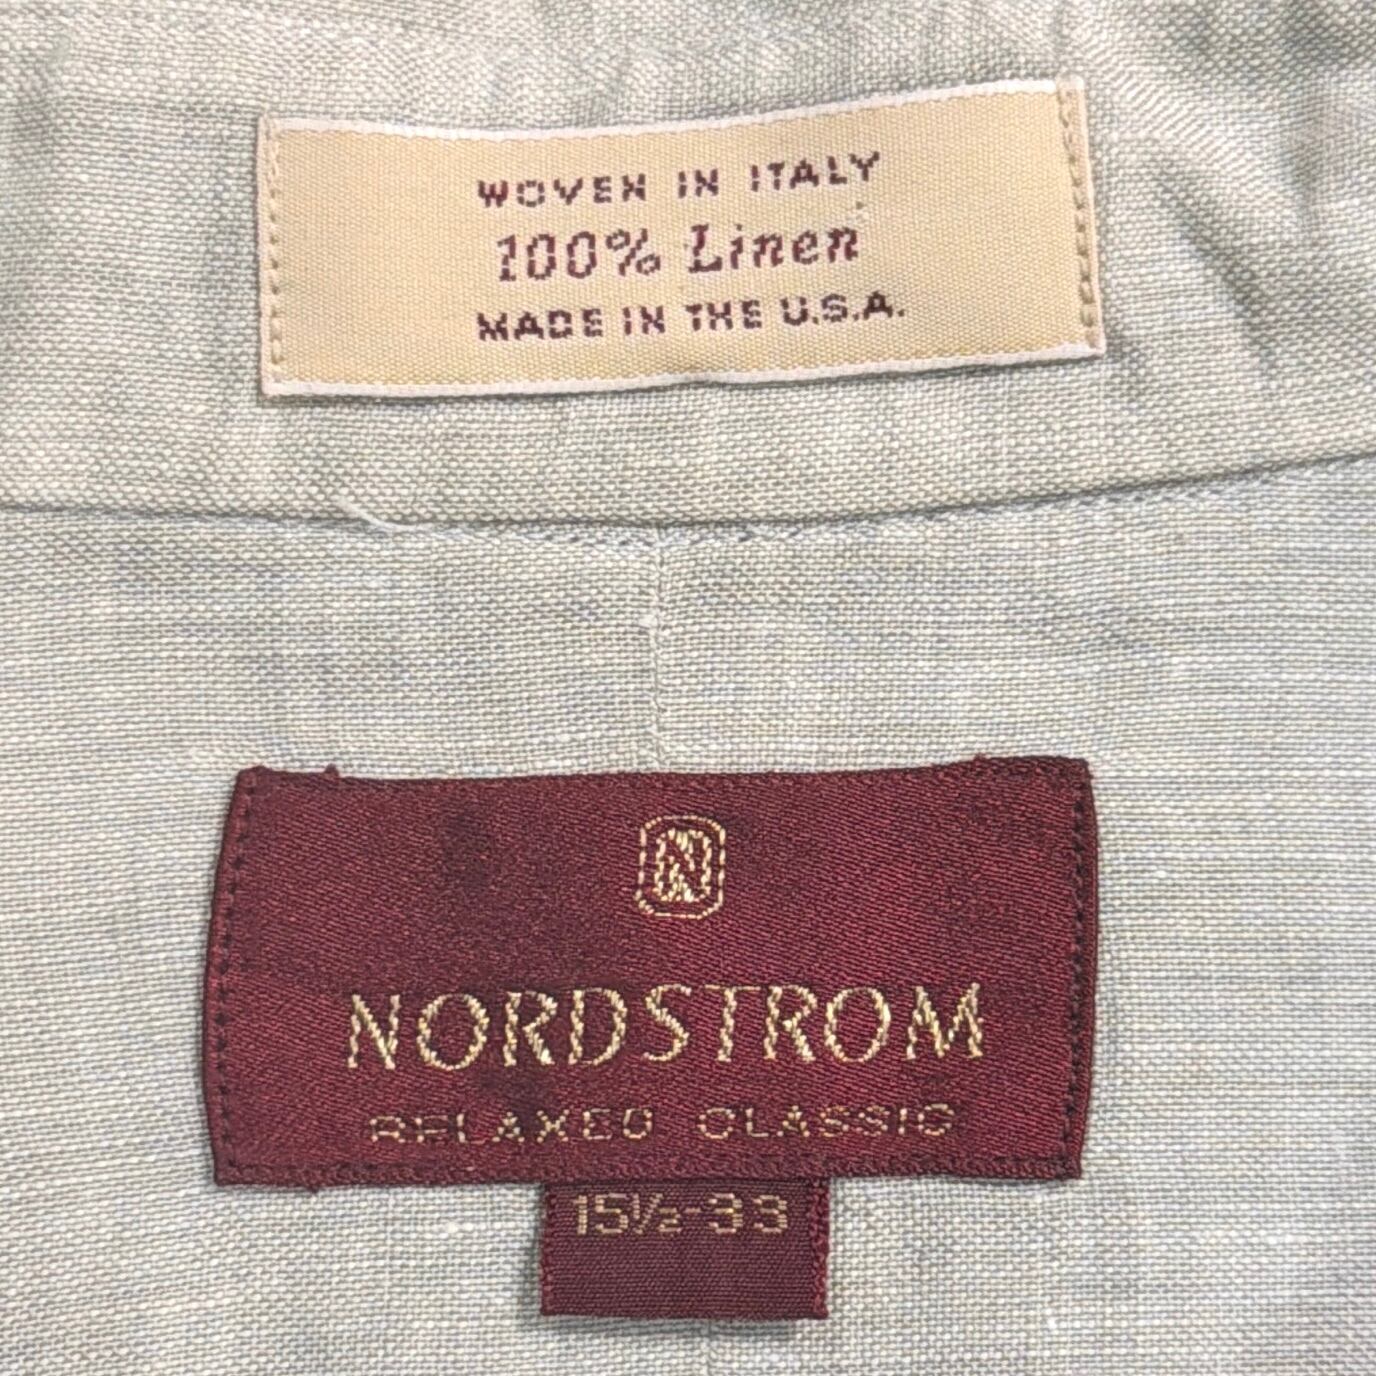 WOVEN IN ITALY
100% Linen
MADE IN THE U.S.A.
N
NORDSTROM
RELAXED CLASSIC
15½-33